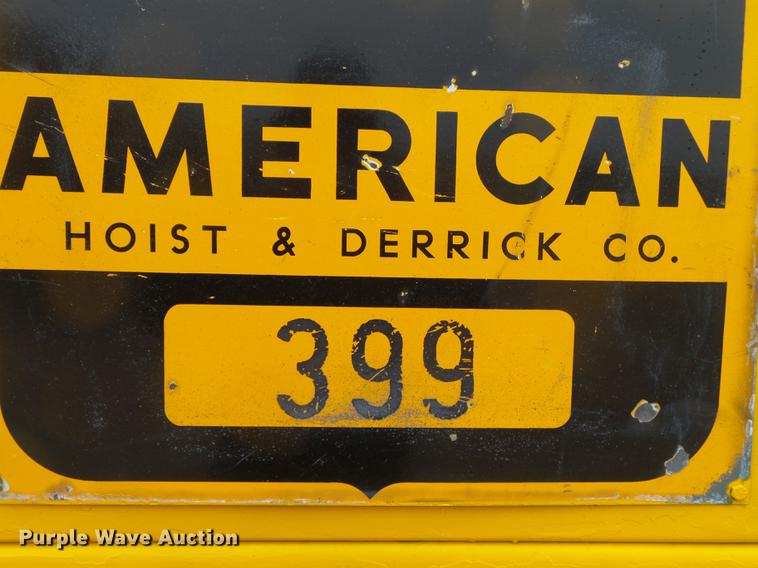 AMERICAN
HOIST & DERRICK CO.
399
Purple Wave Auction